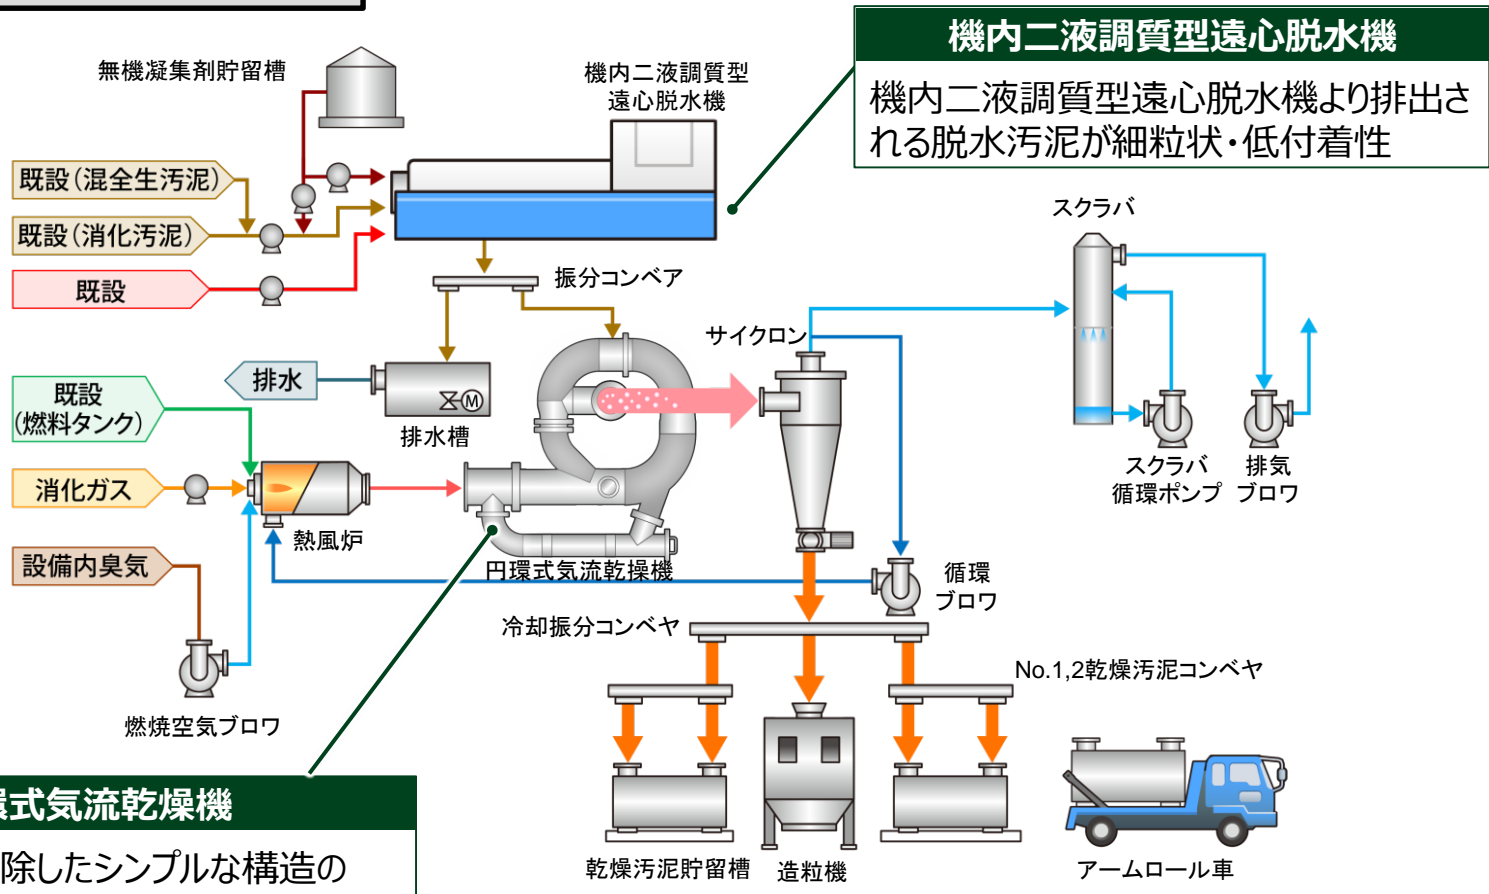 機内二液調質型遠心脱水機
機内二液調質型遠心脱水機より排出さ
れる脱水汚泥が細粒状・低付着性
無機凝集剤貯留槽
機内二液調質型
遠心脱水機
既設（混全生汚泥）
既設（消化汚泥）
既設
振分コンベア
スクラバ
サイクロン
排水
M
排水槽
既設
（燃料タンク）
消化ガス
熱風炉
設備内臭気
円環式気流乾燥機
スクラバ
循環ポンプ
排気
ブロワ
循環
ブロワ
冷却振分コンベヤ
No.1,2乾燥汚泥コンベヤ
燃焼空気ブロワ
環式気流乾燥機
除したシンプルな構造の
乾燥汚泥貯留槽
造粒機
アームロール車